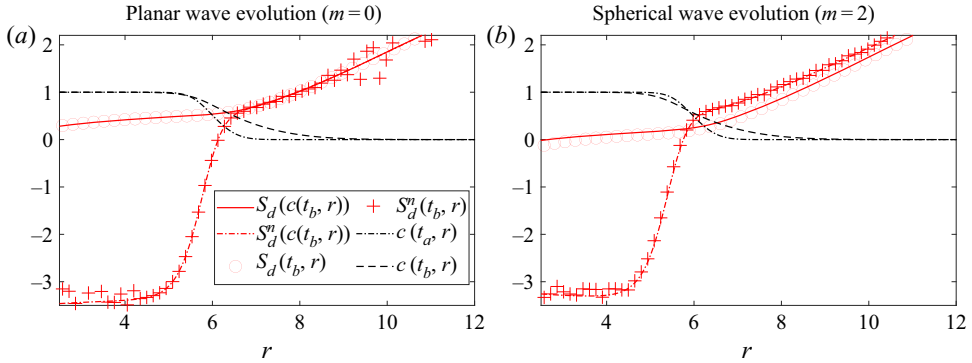 Planar wave evolution (m = 0)
Spherical wave evolution (m = 2)
(a)
(b)
2
1
0
−1
−2
−3
4
6
8
10
12
r
S_d(c(t_b, r))
S_d^n(c(t_b, r))
S_d(t_b, r)
S_d^n(t_b, r)
c(t_a, r)
c(t_b, r)
2
1
0
−1
−2
−3
4
6
8
10
12
r